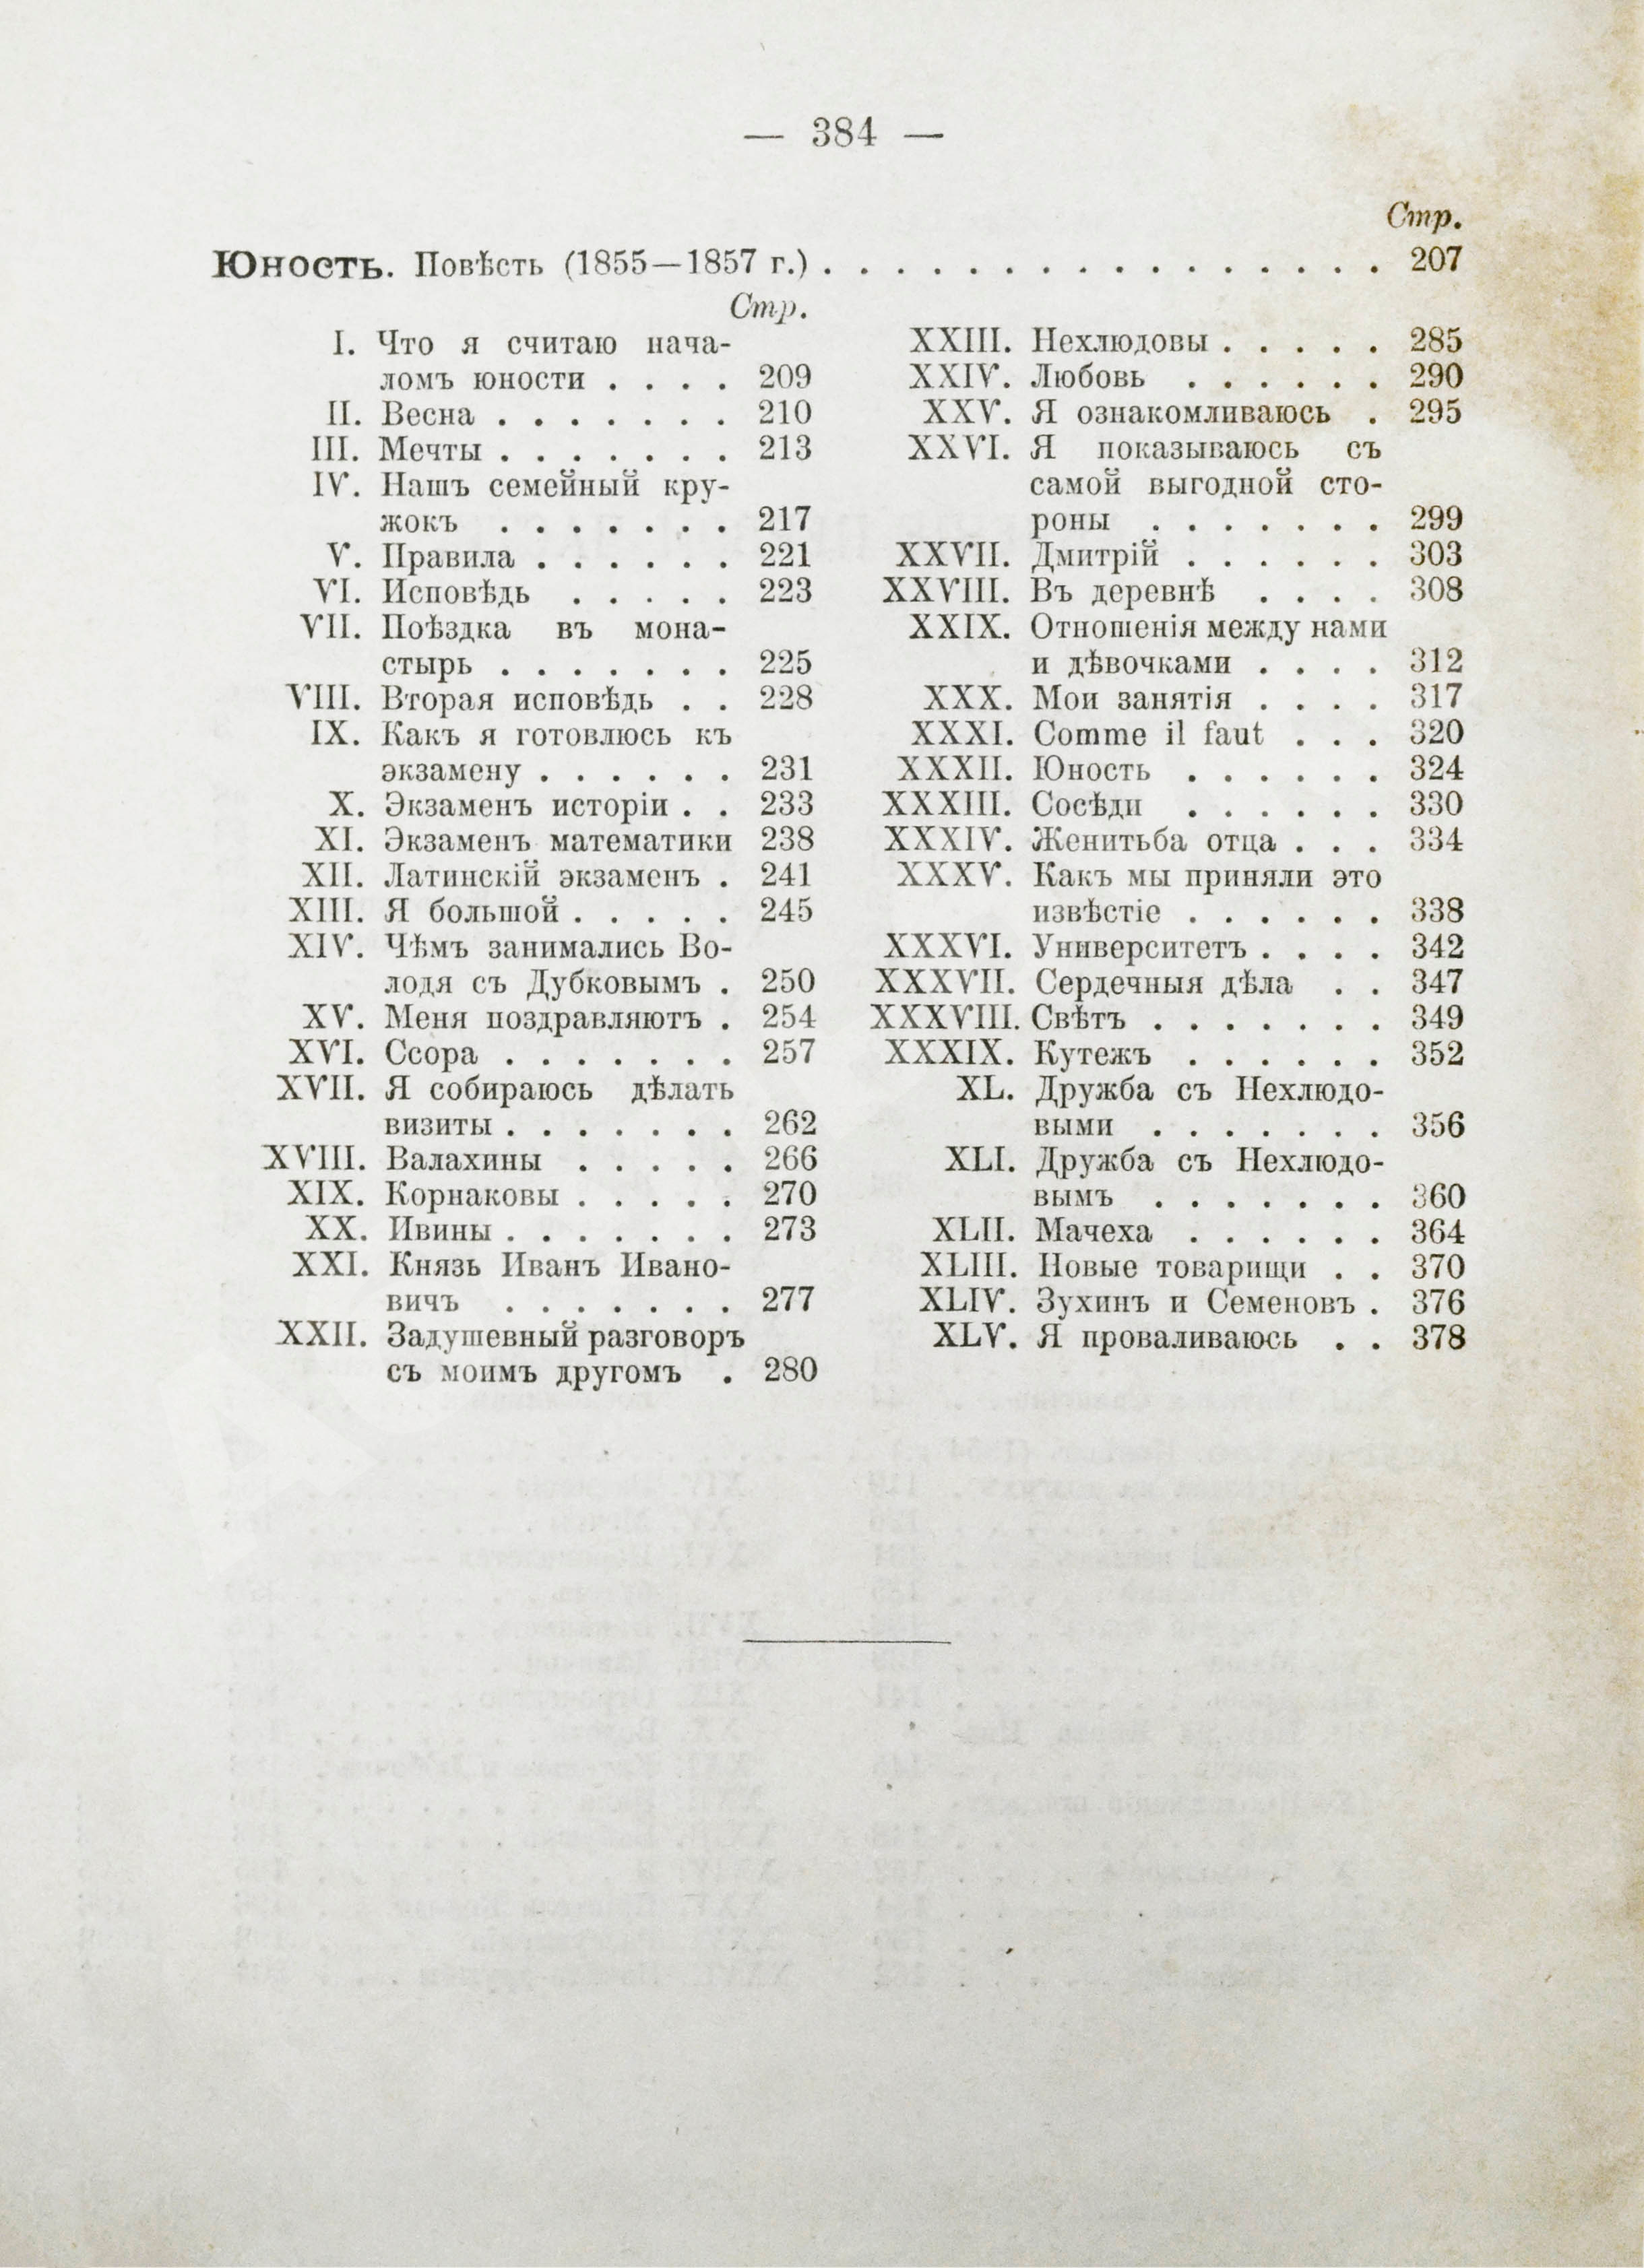 — 384 —
Стр.
Юность. Повѣсть (1855—1857 г.) . . . . . . . . . . . . . . . . 207
Стр.
I. Что я считаю нача-
ломъ юности . . . . 209
II. Весна . . . . . . . 210
III. Мечты . . . . . . . 213
IV. Нашъ семейный кру-
жокъ . . . . . . . 217
V. Правила . . . . . . 221
VI. Исповѣдь . . . . . 223
VII. Поѣздка въ мона-
стырь . . . . . . . 225
VIII. Вторая исповѣдь . . 228
IX. Какъ я готовлюсь къ
экзамену . . . . . . 231
X. Экзаменъ исторіи . . 233
XI. Экзаменъ математики 238
XII. Латинскій экзаменъ . 241
XIII. Я большой . . . . . 245
XIV. Чѣмъ занимались Во-
лодя съ Дубковымъ . 250
XV. Меня поздравляютъ . 254
XVI. Ссора . . . . . . . 257
XVII. Я собираюсь дѣлать
визиты . . . . . . . 262
XVIII. Валахины . . . . . 266
XIX. Корнаковы . . . . . 270
XX. Ивины . . . . . . . 273
XXI. Князь Иванъ Ивано-
вичъ . . . . . . . 277
XXII. Задушевный разговоръ
съ моимъ другомъ . 280
XXIII. Нехлюдовы . . . . . 285
XXIV. Любовь . . . . . . 290
XXV. Я ознакомливаюсь . 295
XXVI. Я показываюсь съ
самой выгодной сто-
роны . . . . . . . 299
XXVII. Дмитрій . . . . . . 303
XXVIII. Въ деревнѣ . . . . 308
XXIX. Отношенія между нами
и дѣвочками . . . . 312
XXX. Мои занятія . . . . 317
XXXI. Comme il faut . . . 320
XXXII. Юность . . . . . . 324
XXXIII. Сосѣди . . . . . . 330
XXXIV. Женитьба отца . . . 334
XXXV. Какъ мы приняли это
извѣстіе . . . . . . 338
XXXVI. Университетъ . . . . 342
XXXVII. Сердечныя дѣла . . 347
XXXVIII. Свѣтъ . . . . . . . 349
XXXIX. Кутежъ . . . . . . 352
XL. Дружба съ Нехлюдо-
выми . . . . . . . 356
XLI. Дружба съ Нехлюдо-
вымъ . . . . . . . 360
XLII. Мачеха . . . . . . 364
XLIII. Новые товарищи . . 370
XLIV. Зухинъ и Семеновъ . 376
XLV. Я проваливаюсь . . 378